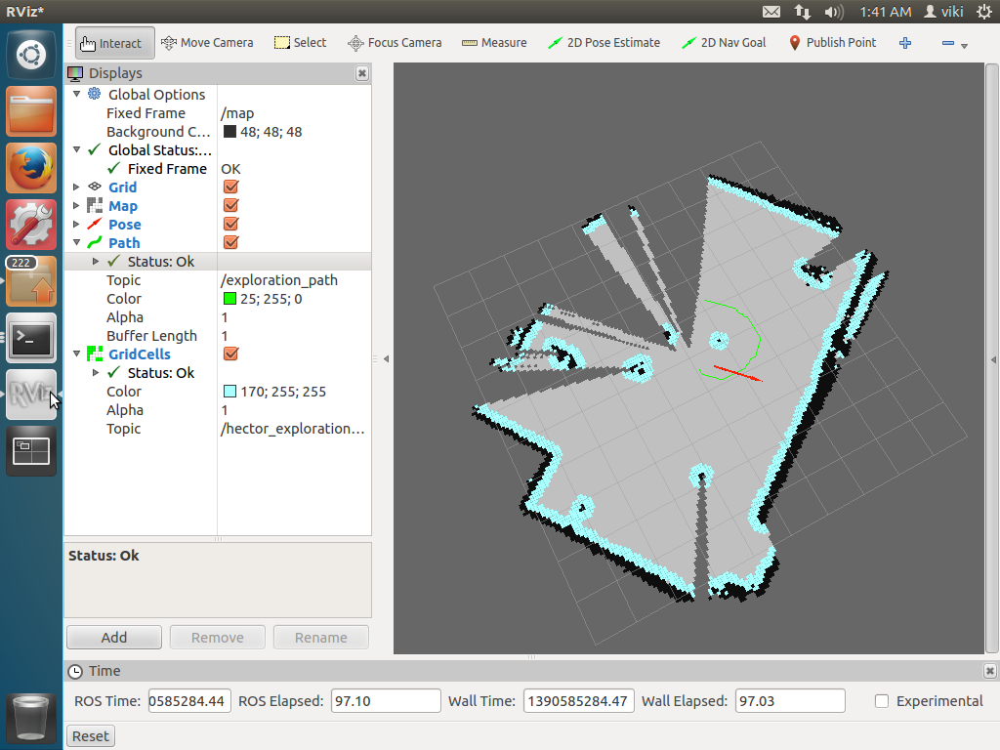 RViz*
1:41 AM viki
Interact Move Camera Select Focus Camera Measure 2D Pose Estimate 2D Nav Goal Publish Point
Displays
Global Options
Fixed Frame /map
Background C... 48; 48; 48
Global Status:...
Fixed Frame OK
Grid
Map
Pose
Path
Status: Ok
Topic /exploration_path
Color 25; 255; 0
Alpha 1
Buffer Length 1
GridCells
Status: Ok
Color 170; 255; 255
Alpha 1
Topic /hector_exploration...
222
>_
RViz
Status: Ok
Add Remove Rename
Time
ROS Time: 0585284.44 ROS Elapsed: 97.10 Wall Time: 1390585284.47 Wall Elapsed: 97.03 Experimental
Reset